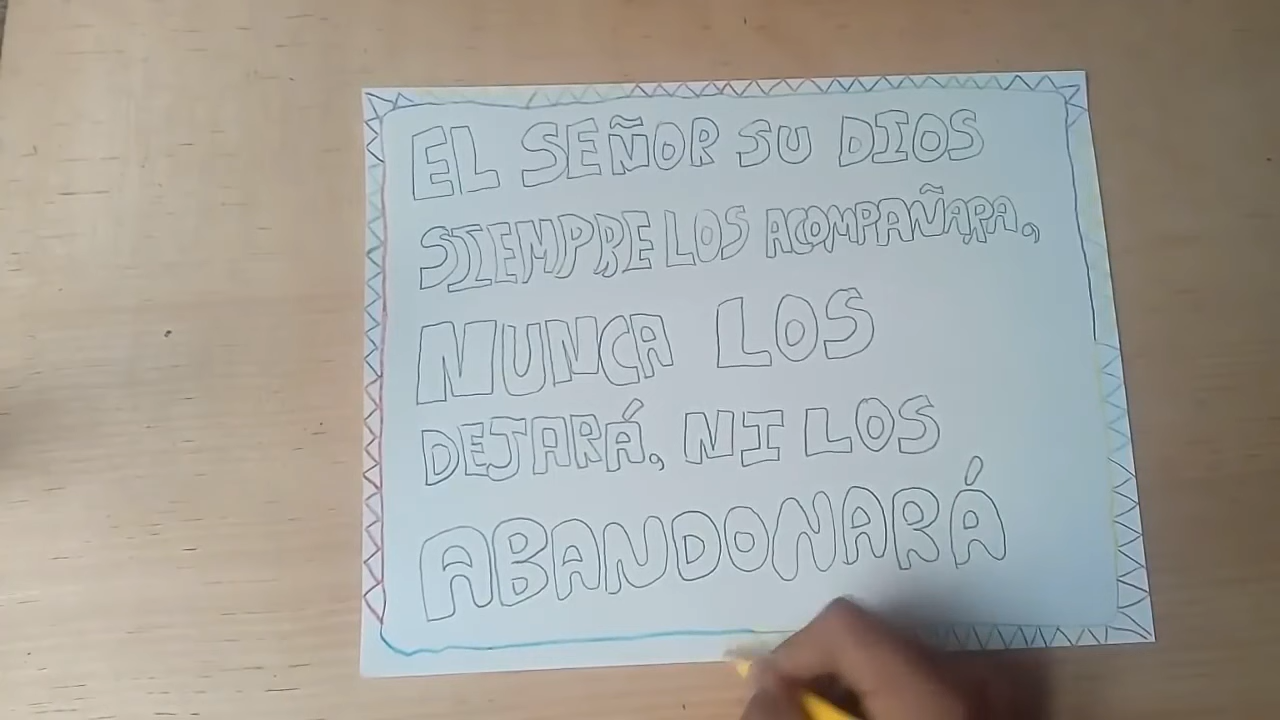 EL SEÑOR SU DIOS
SIEMPRE LOS ACOMPAÑARA,
NUNCA LOS
DEJARÁ, NI LOS
ABANDONARÁ